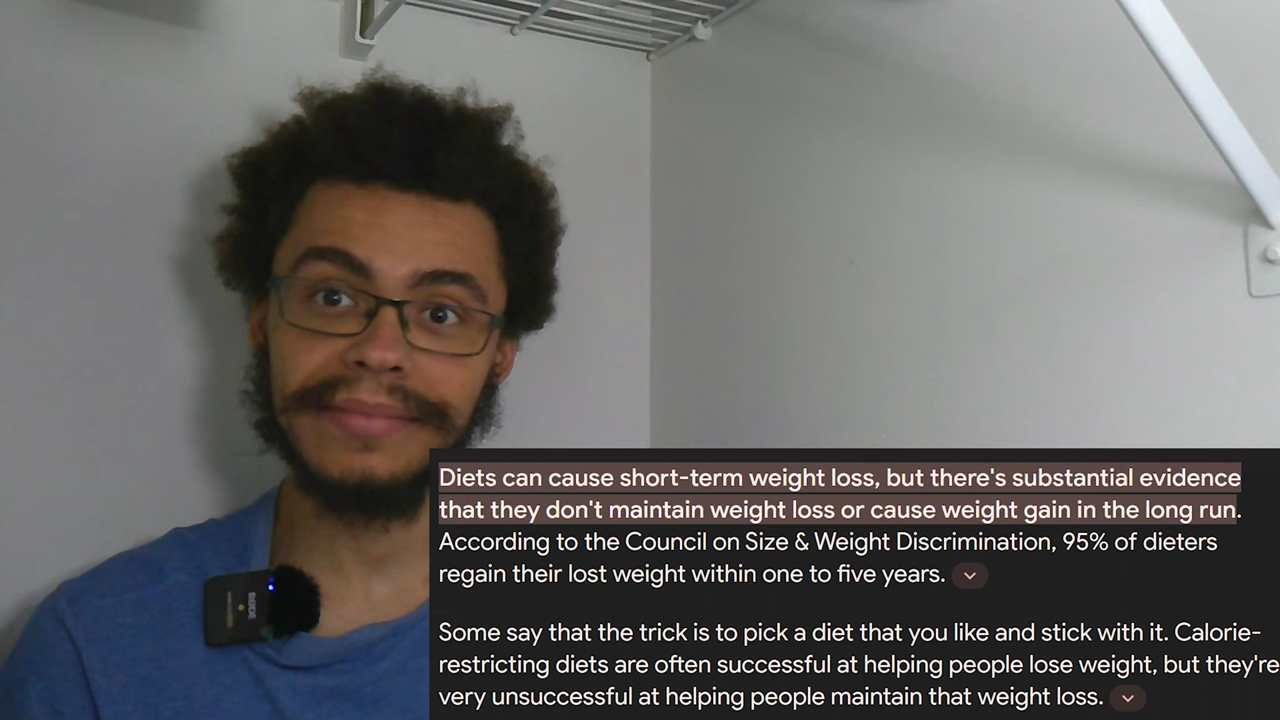 Diets can cause short-term weight loss, but there's substantial evidence
that they don't maintain weight loss or cause weight gain in the long run.
According to the Council on Size & Weight Discrimination, 95% of dieters
regain their lost weight within one to five years.
Some say that the trick is to pick a diet that you like and stick with it. Calorie-
restricting diets are often successful at helping people lose weight, but they're
very unsuccessful at helping people maintain that weight loss.
RØDE